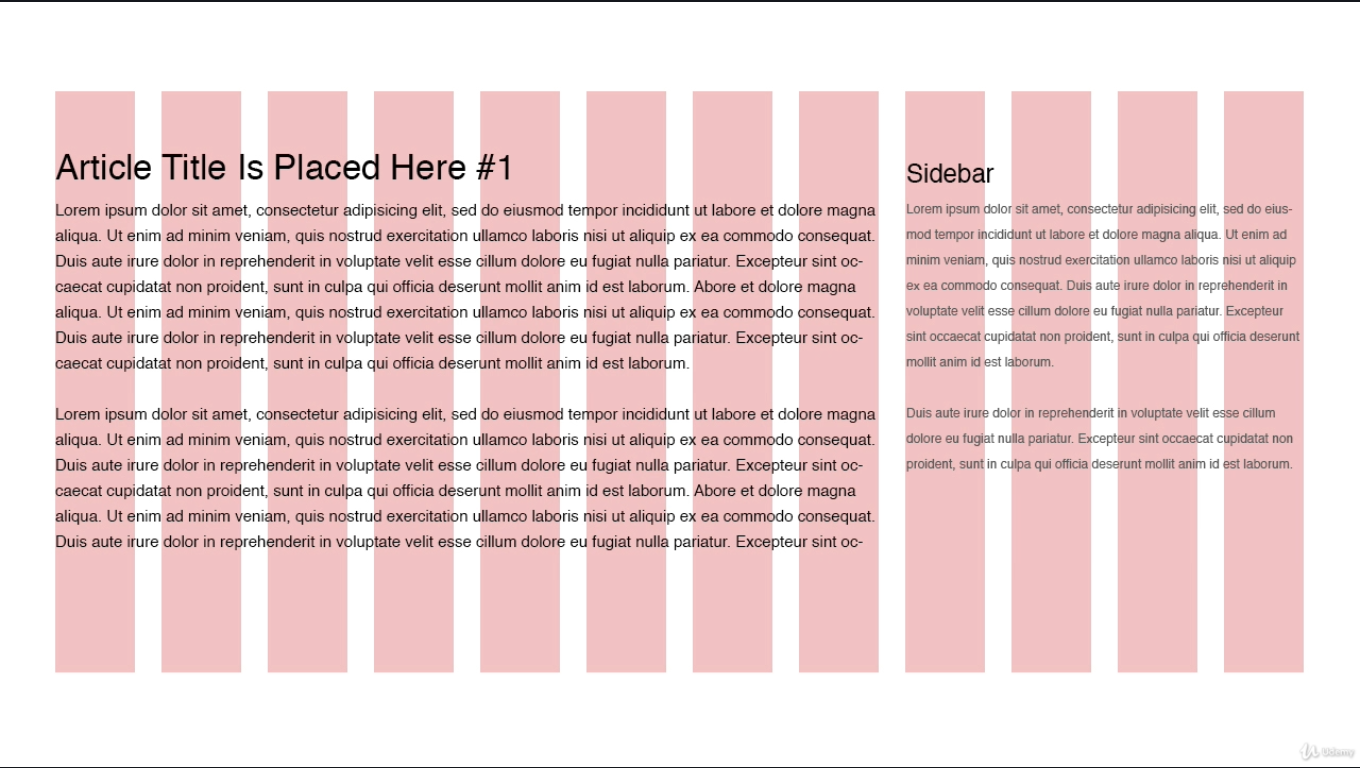 Article Title Is Placed Here #1
Lorem ipsum dolor sit amet, consectetur adipisicing elit, sed do eiusmod tempor incididunt ut labore et dolore magna
aliqua. Ut enim ad minim veniam, quis nostrud exercitation ullamco laboris nisi ut aliquip ex ea commodo consequat.
Duis aute irure dolor in reprehenderit in voluptate velit esse cillum dolore eu fugiat nulla pariatur. Excepteur sint oc-
caecat cupidatat non proident, sunt in culpa qui officia deserunt mollit anim id est laborum. Abore et dolore magna
aliqua. Ut enim ad minim veniam, quis nostrud exercitation ullamco laboris nisi ut aliquip ex ea commodo consequat.
Duis aute irure dolor in reprehenderit in voluptate velit esse cillum dolore eu fugiat nulla pariatur. Excepteur sint oc-
caecat cupidatat non proident, sunt in culpa qui officia deserunt mollit anim id est laborum.
Lorem ipsum dolor sit amet, consectetur adipisicing elit, sed do eiusmod tempor incididunt ut labore et dolore magna
aliqua. Ut enim ad minim veniam, quis nostrud exercitation ullamco laboris nisi ut aliquip ex ea commodo consequat.
Duis aute irure dolor in reprehenderit in voluptate velit esse cillum dolore eu fugiat nulla pariatur. Excepteur sint oc-
caecat cupidatat non proident, sunt in culpa qui officia deserunt mollit anim id est laborum. Abore et dolore magna
aliqua. Ut enim ad minim veniam, quis nostrud exercitation ullamco laboris nisi ut aliquip ex ea commodo consequat.
Duis aute irure dolor in reprehenderit in voluptate velit esse cillum dolore eu fugiat nulla pariatur. Excepteur sint oc-
Sidebar
Lorem ipsum dolor sit amet, consectetur adipisicing elit, sed do eius-
mod tempor incididunt ut labore et dolore magna aliqua. Ut enim ad
minim veniam, quis nostrud exercitation ullamco laboris nisi ut aliquip
ex ea commodo consequat. Duis aute irure dolor in reprehenderit in
voluptate velit esse cillum dolore eu fugiat nulla pariatur. Excepteur
sint occaecat cupidatat non proident, sunt in culpa qui officia deserunt
mollit anim id est laborum.
Duis aute irure dolor in reprehenderit in voluptate velit esse cillum
dolore eu fugiat nulla pariatur. Excepteur sint occaecat cupidatat non
proident, sunt in culpa qui officia deserunt mollit anim id est laborum.
Udemy